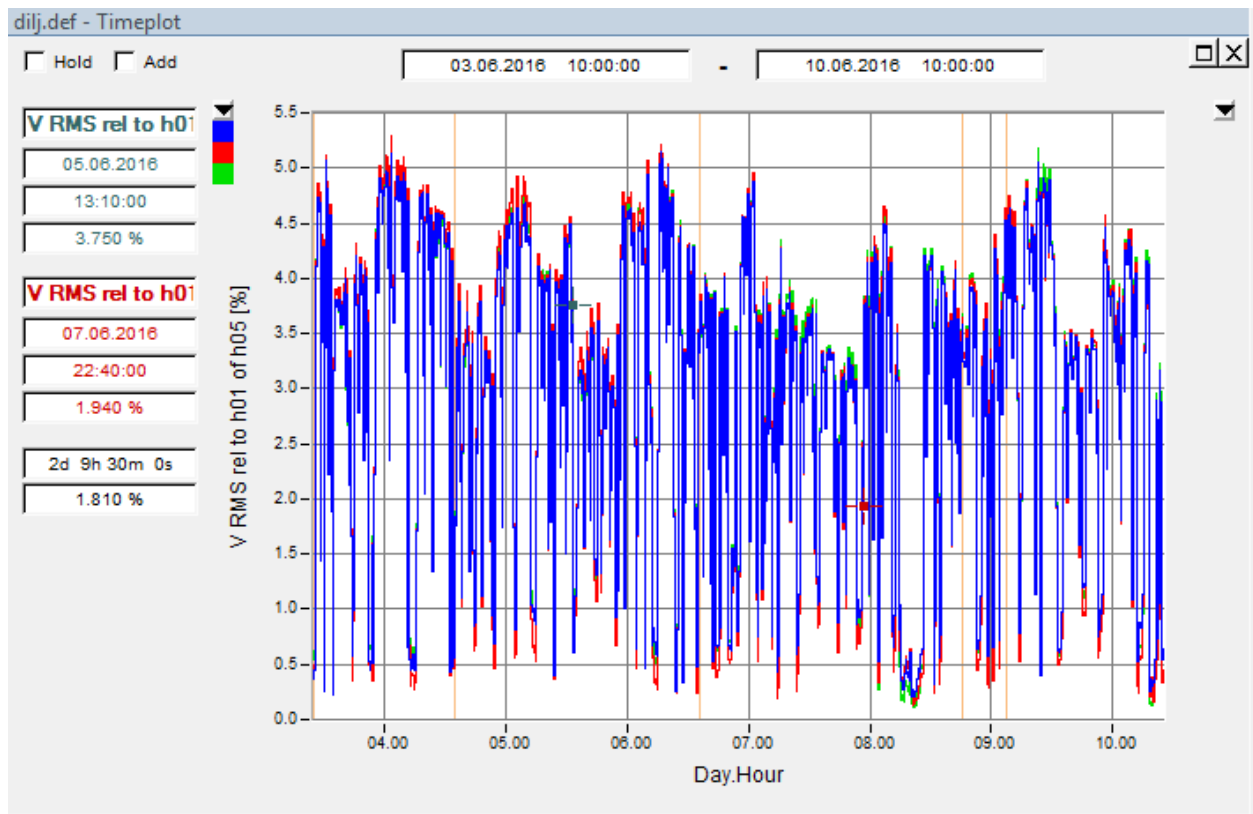 dilj.def - Timeplot
Hold Add
03.06.2016 10:00:00 - 10.06.2016 10:00:00
V RMS rel to h01
05.06.2016
13:10:00
3.750 %
V RMS rel to h01
07.06.2016
22:40:00
1.940 %
2d 9h 30m 0s
1.810 %
V RMS rel to h01 of h05 [%]
5.5
5.0
4.5
4.0
3.5
3.0
2.5
2.0
1.5
1.0
0.5
0.0
04.00 05.00 06.00 07.00 08.00 09.00 10.00
Day.Hour